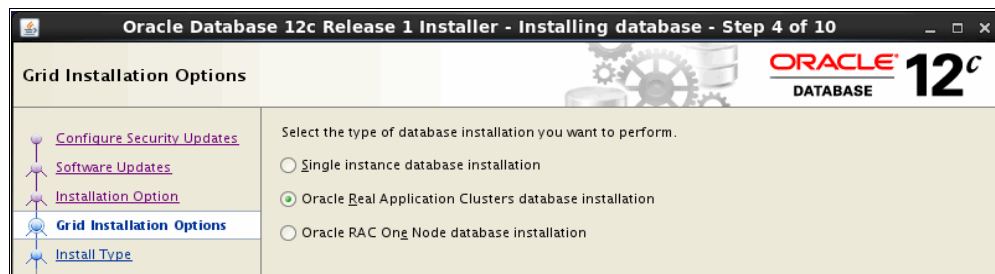 Oracle Database 12c Release 1 Installer - Installing database - Step 4 of 10
Grid Installation Options
ORACLE
DATABASE
12c
Configure Security Updates
Software Updates
Installation Option
Grid Installation Options
Install Type
Select the type of database installation you want to perform.
Single instance database installation
Oracle Real Application Clusters database installation
Oracle RAC One Node database installation